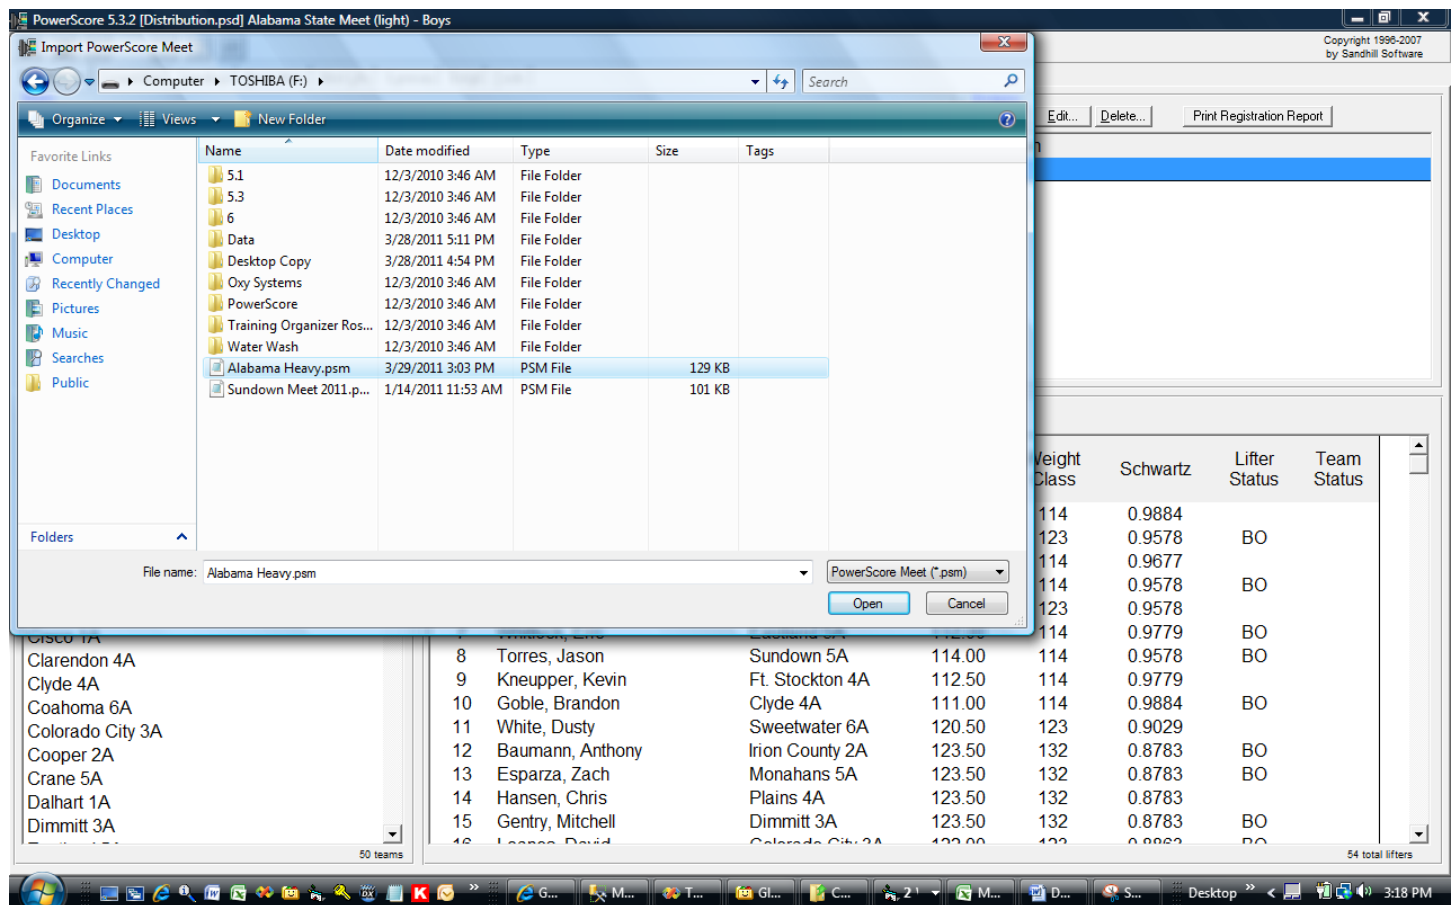 PowerScore 5.3.2 [Distribution.psd] Alabama State Meet (light) - Boys
Import PowerScore Meet
Copyright 1996-2007
by Sandhill Software
Computer TOSHIBA (F:)
Search
Organize Views New Folder
Edit... Delete... Print Registration Report
Favorite Links
Documents
Recent Places
Desktop
Computer
Recently Changed
Pictures
Music
Searches
Public
Folders
Name Date modified Type Size Tags
5.1 12/3/2010 3:46 AM File Folder
5.3 12/3/2010 3:46 AM File Folder
6 12/3/2010 3:46 AM File Folder
Data 3/28/2011 5:11 PM File Folder
Desktop Copy 3/28/2011 4:54 PM File Folder
Oxy Systems 12/3/2010 3:46 AM File Folder
PowerScore 12/3/2010 3:46 AM File Folder
Training Organizer Ros... 12/3/2010 3:46 AM File Folder
Water Wash 12/3/2010 3:46 AM File Folder
Alabama Heavy.psm 3/29/2011 3:03 PM PSM File 129 KB
Sundown Meet 2011.p... 1/14/2011 11:53 AM PSM File 101 KB
File name: Alabama Heavy.psm PowerScore Meet (*.psm)
Open Cancel
Weight Class Schwartz Lifter Status Team Status
114 0.9884
123 0.9578 BO
114 0.9677
114 0.9578 BO
123 0.9578
114 0.9779 BO
8 Torres, Jason Sundown 5A 114.00 114 0.9578 BO
9 Kneupper, Kevin Ft. Stockton 4A 112.50 114 0.9779
10 Goble, Brandon Clyde 4A 111.00 114 0.9884 BO
11 White, Dusty Sweetwater 6A 120.50 123 0.9029
12 Baumann, Anthony Irion County 2A 123.50 132 0.8783 BO
13 Esparza, Zach Monahans 5A 123.50 132 0.8783 BO
14 Hansen, Chris Plains 4A 123.50 132 0.8783
15 Gentry, Mitchell Dimmitt 3A 123.50 132 0.8783 BO
Cisco 1A
Clarendon 4A
Clyde 4A
Coahoma 6A
Colorado City 3A
Cooper 2A
Crane 5A
Dalhart 1A
Dimmitt 3A
50 teams
54 total lifters
G... M... T... Gl... C... M... D... S... Desktop 3:18 PM